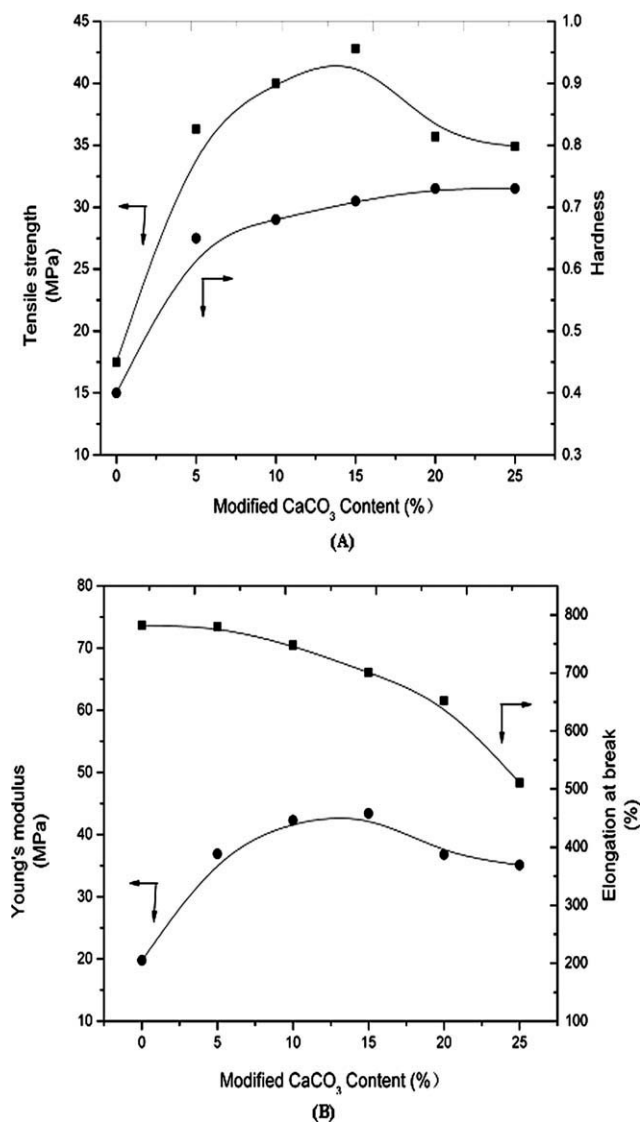 45
40
35
30
25
20
15
10
1.0
0.9
0.8
0.7
0.6
0.5
0.4
0.3
Tensile strength
(MPa)
Hardness
0 5 10 15 20 25
Modified CaCO₃ Content (%)
(A)
80
70
60
50
40
30
20
10
800
700
600
500
400
300
200
100
Young's modulus
(MPa)
Elongation at break
(%)
0 5 10 15 20 25
Modified CaCO₃ Content (%)
(B)